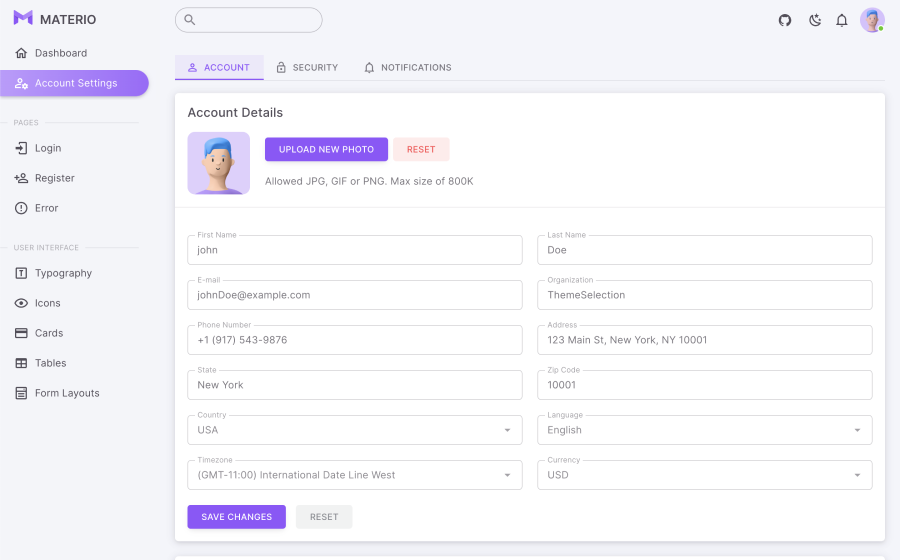 MATERIO
Dashboard
Account Settings
PAGES
Login
Register
Error
USER INTERFACE
Typography
Icons
Cards
Tables
Form Layouts
ACCOUNT
SECURITY
NOTIFICATIONS
Account Details
UPLOAD NEW PHOTO
RESET
Allowed JPG, GIF or PNG. Max size of 800K
First Name
john
Last Name
Doe
E-mail
johnDoe@example.com
Organization
ThemeSelection
Phone Number
+1 (917) 543-9876
Address
123 Main St, New York, NY 10001
State
New York
Zip Code
10001
Country
USA
Language
English
Timezone
(GMT-11:00) International Date Line West
Currency
USD
SAVE CHANGES
RESET